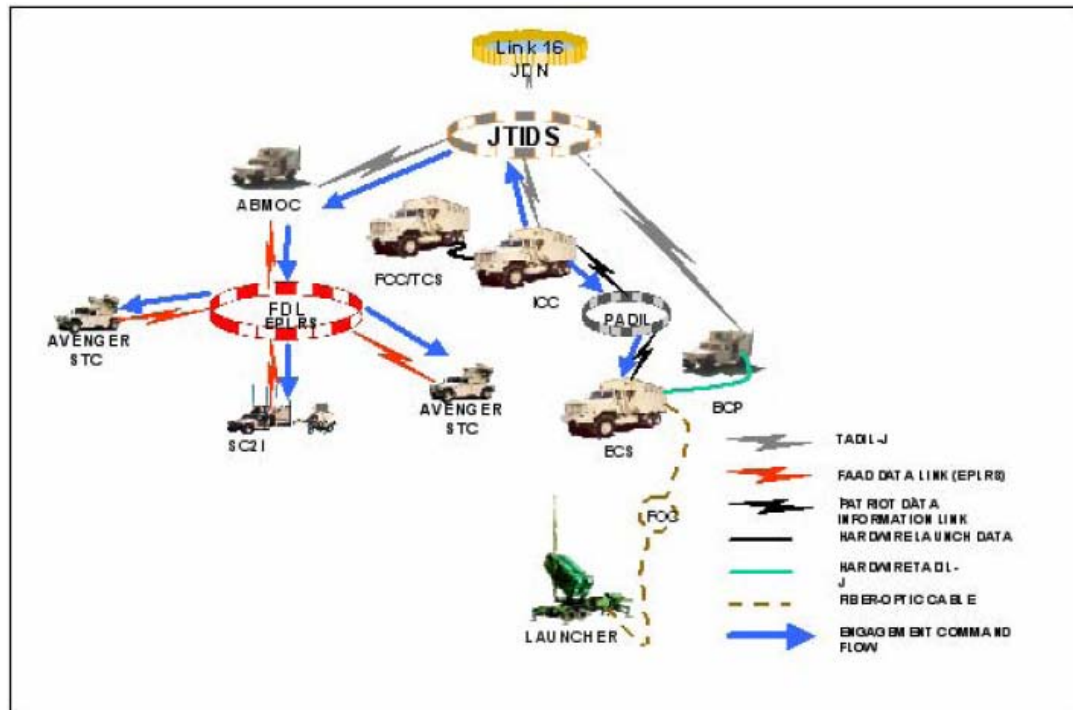 Link 16
JDN
JTIDS
ABMOC
FCC/TCS
ICC
FDL
EPLRS
PADIL
AVENGER
STC
AVENGER
STC
BCP
SC2I
ECS
TADIL-J
FAAD DATA LINK (EPLRS)
PATRIOT DATA
INFORMATION LINK
FOC
HARDWIRE LAUNCH DATA
HARDWIRE TADIL-
J
FIBER-OPTIC CABLE
LAUNCHER
ENGAGEMENT COMMAND
FLOW